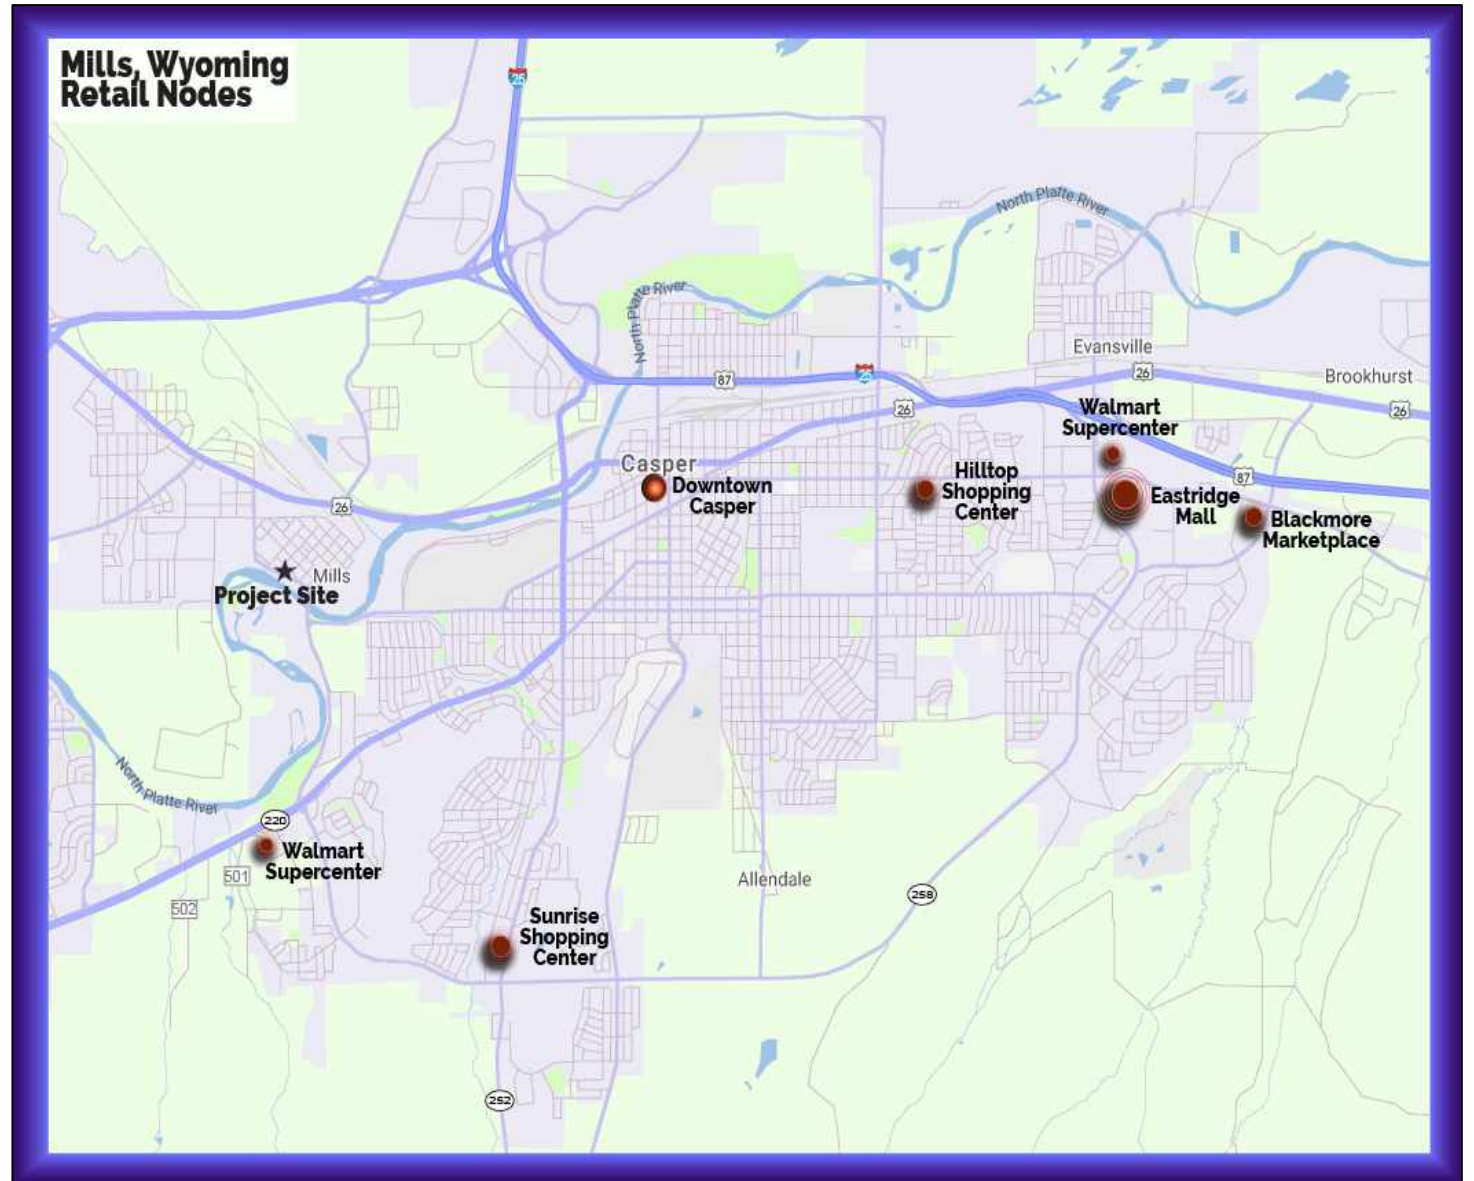 Mills, Wyoming
Retail Nodes
25
North Platte River
North Platte River
Evansville
87
25
26
Brookhurst
26
26
Walmart
Supercenter
Casper
Downtown
Casper
Hilltop
Shopping
Center
87
Eastridge
Mall
Blackmore
Marketplace
26
Mills
Project Site
North Platte River
220
Walmart
Supercenter
501
502
Allendale
258
Sunrise
Shopping
Center
252